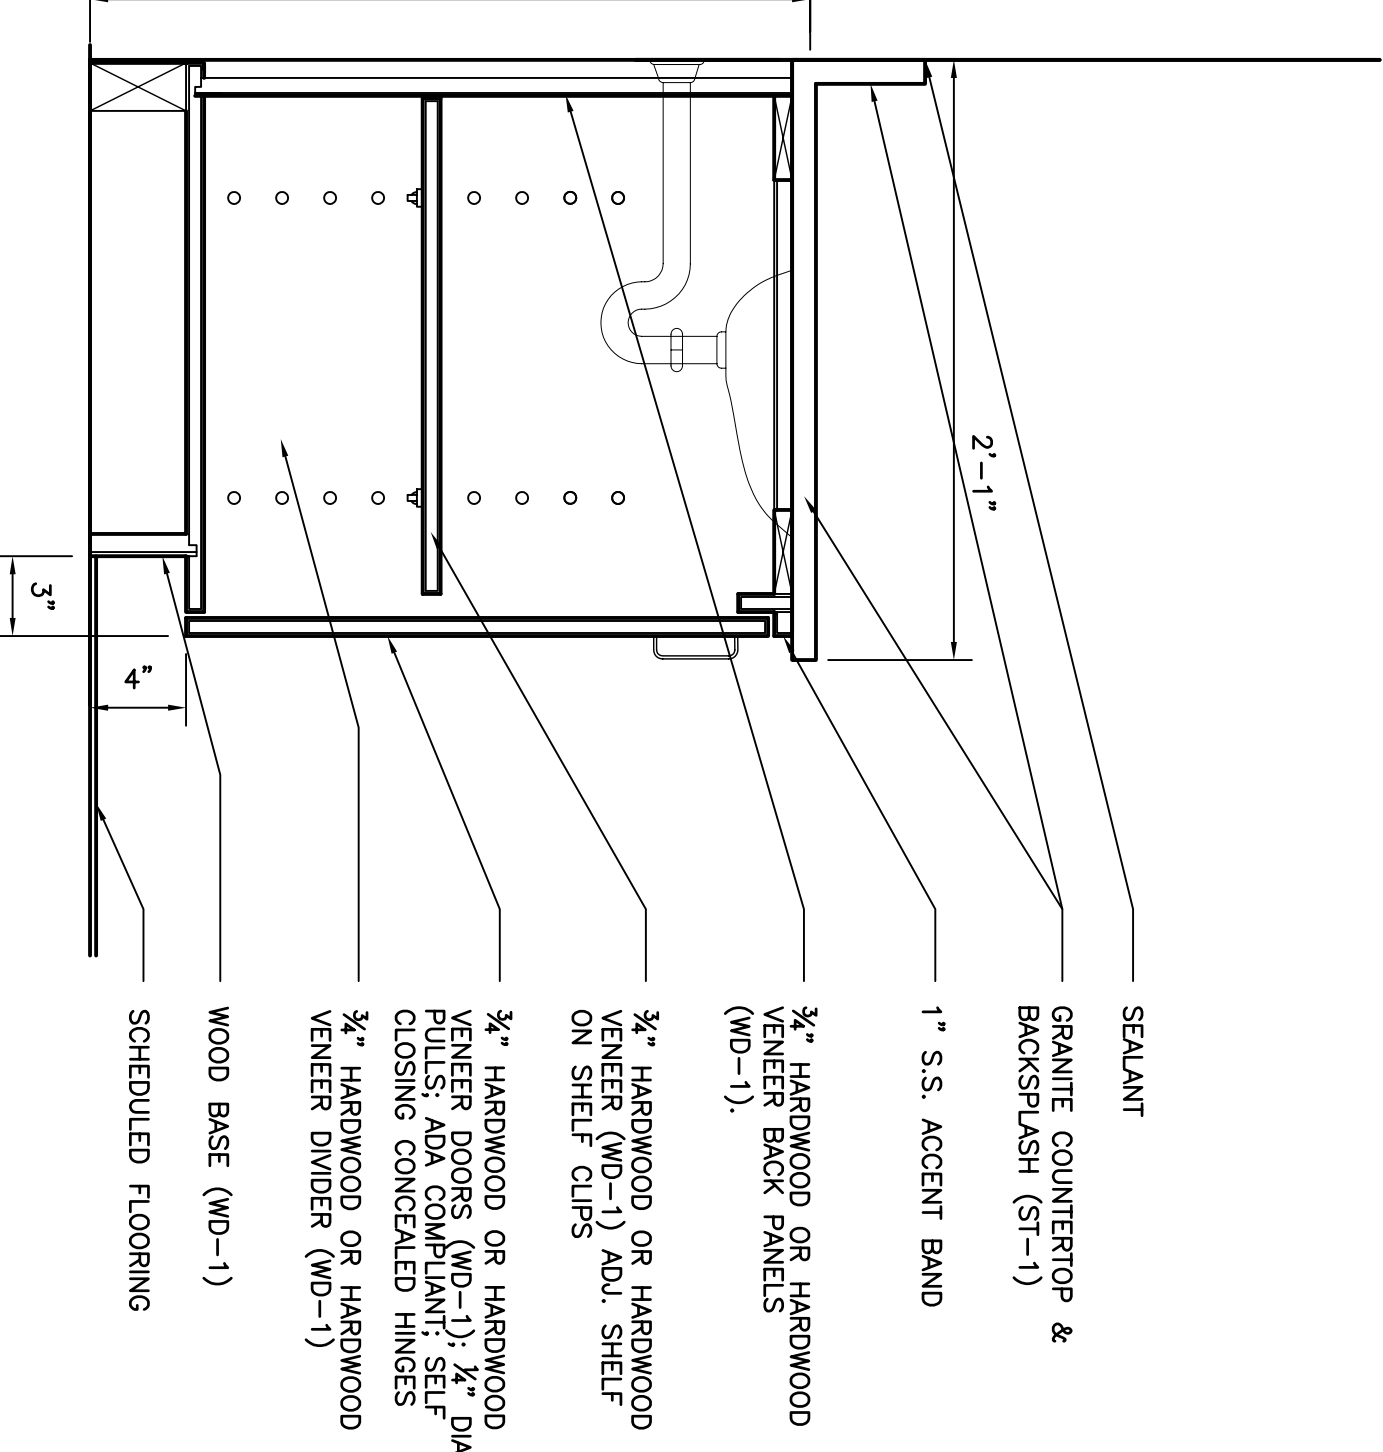 SEALANT
GRANITE COUNTERTOP &
BACKSPLASH (ST-1)
1" S.S. ACCENT BAND
3/4" HARDWOOD OR HARDWOOD
VENEER BACK PANELS
(WD-1).
3/4" HARDWOOD OR HARDWOOD
VENEER (WD-1) ADJ. SHELF
ON SHELF CLIPS
3/4" HARDWOOD OR HARDWOOD
VENEER DOORS (WD-1); 1/4" DIA
PULLS; ADA COMPLIANT; SELF
CLOSING CONCEALED HINGES
3/4" HARDWOOD OR HARDWOOD
VENEER DIVIDER (WD-1)
WOOD BASE (WD-1)
SCHEDULED FLOORING
2'-1"
4"
3"